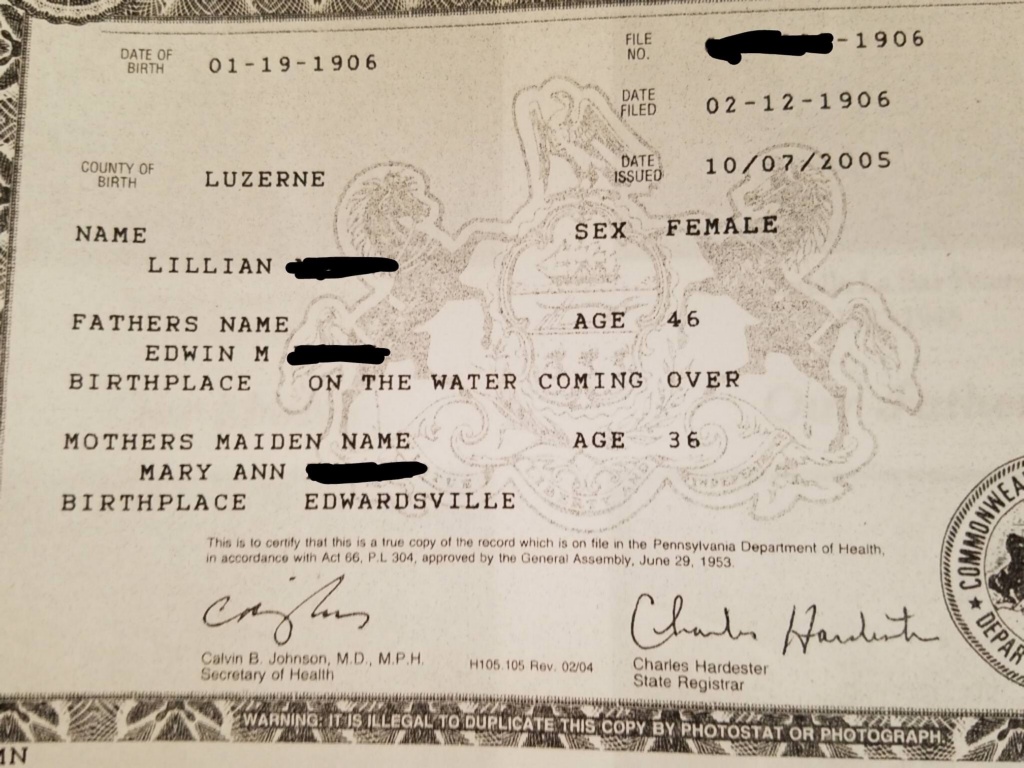 DATE OF BIRTH 01-19-1906
FILE NO. -1906
DATE FILED 02-12-1906
COUNTY OF BIRTH LUZERNE
DATE ISSUED 10/07/2005
NAME SEX FEMALE
LILLIAN
FATHERS NAME AGE 46
EDWIN M
BIRTHPLACE ON THE WATER COMING OVER
MOTHERS MAIDEN NAME AGE 36
MARY ANN
BIRTHPLACE EDWARDSVILLE
This is to certify that this is a true copy of the record which is on file in the Pennsylvania Department of Health,
in accordance with Act 66, P.L 304, approved by the General Assembly, June 29, 1953.
Charles Hardester
Calvin B. Johnson, M.D., M.P.H.
Secretary of Health
H105.105 Rev. 02/04
Charles Hardester
State Registrar
WARNING: IT IS ILLEGAL TO DUPLICATE THIS COPY BY PHOTOSTAT OR PHOTOGRAPH.